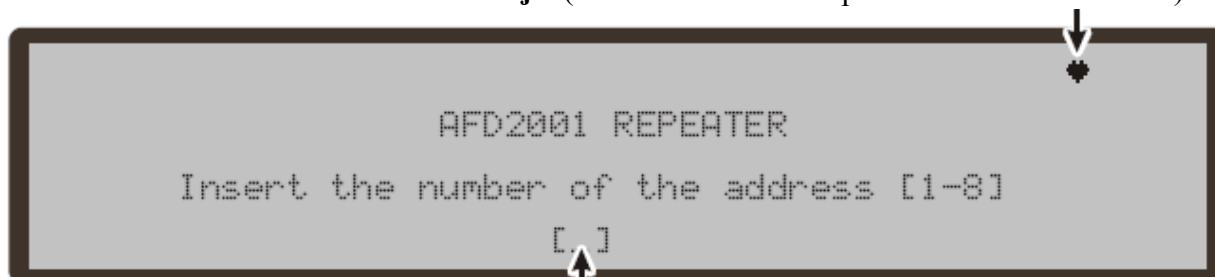 AFD2001 REPEATER
Insert the number of the address [1-8]
[.]